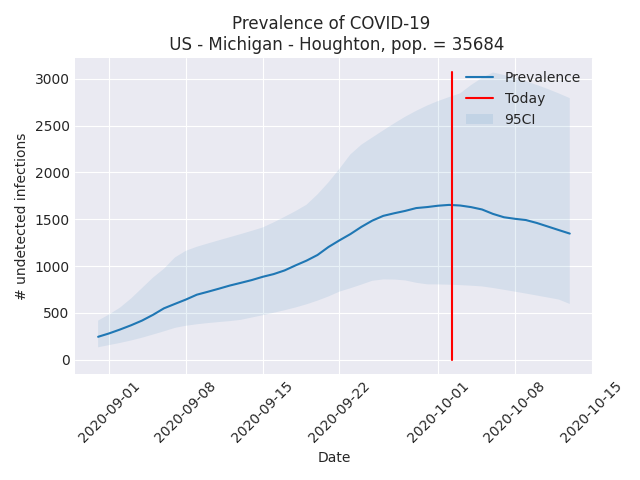 Prevalence of COVID-19
US - Michigan - Houghton, pop. = 35684
# undetected infections
3000
2500
2000
1500
1000
500
0
Prevalence
Today
95CI
2020-09-01
2020-09-08
2020-09-15
2020-09-22
2020-10-01
2020-10-08
2020-10-15
Date